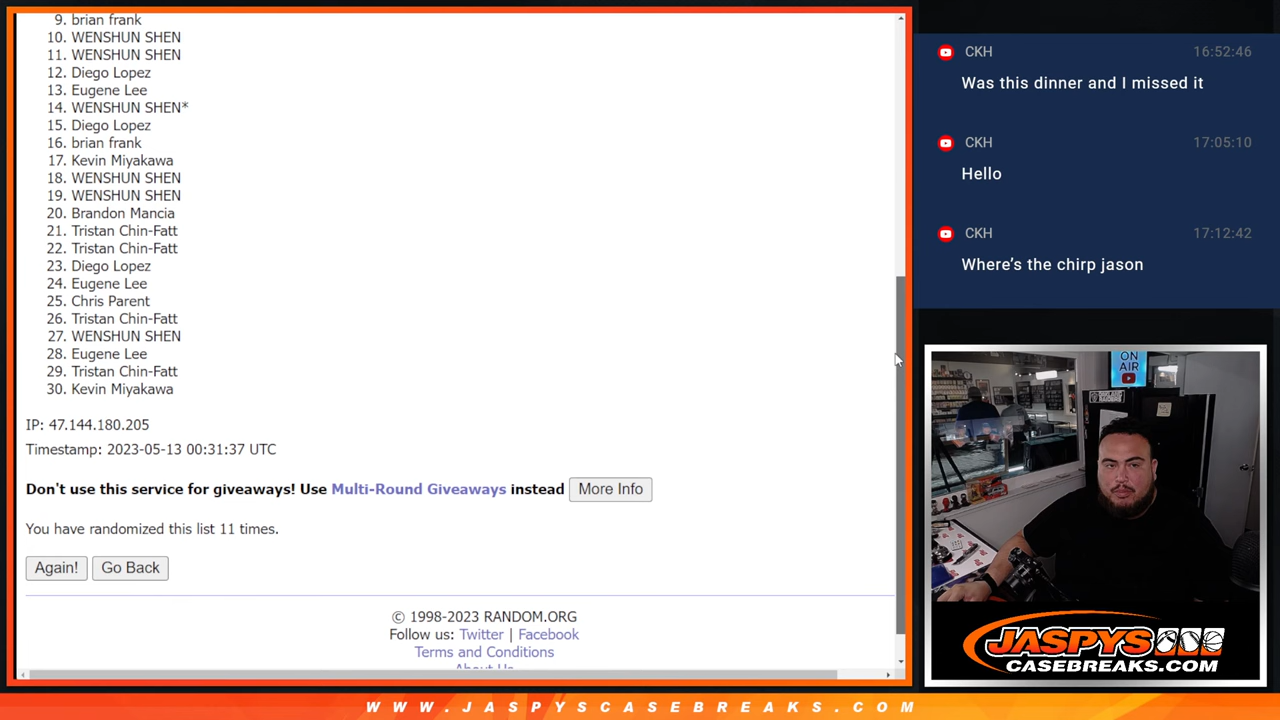 9. brian frank
10. WENSHUN SHEN
11. WENSHUN SHEN
12. Diego Lopez
13. Eugene Lee
14. WENSHUN SHEN*
15. Diego Lopez
16. brian frank
17. Kevin Miyakawa
18. WENSHUN SHEN
19. WENSHUN SHEN
20. Brandon Mancia
21. Tristan Chin-Fatt
22. Tristan Chin-Fatt
23. Diego Lopez
24. Eugene Lee
25. Chris Parent
26. Tristan Chin-Fatt
27. WENSHUN SHEN
28. Eugene Lee
29. Tristan Chin-Fatt
30. Kevin Miyakawa
IP: 47.144.180.205
Timestamp: 2023-05-13 00:31:37 UTC
Don't use this service for giveaways! Use Multi-Round Giveaways instead More Info
You have randomized this list 11 times.
Again! Go Back
© 1998-2023 RANDOM.ORG
Follow us: Twitter | Facebook
Terms and Conditions
About Us
CKH 16:52:46
Was this dinner and I missed it
CKH 17:05:10
Hello
CKH 17:12:42
Where’s the chirp jason
ON
AIR
JASPYS
CASEBREAKS.COM
WWW.JASPYSCASEBREAKS.COM